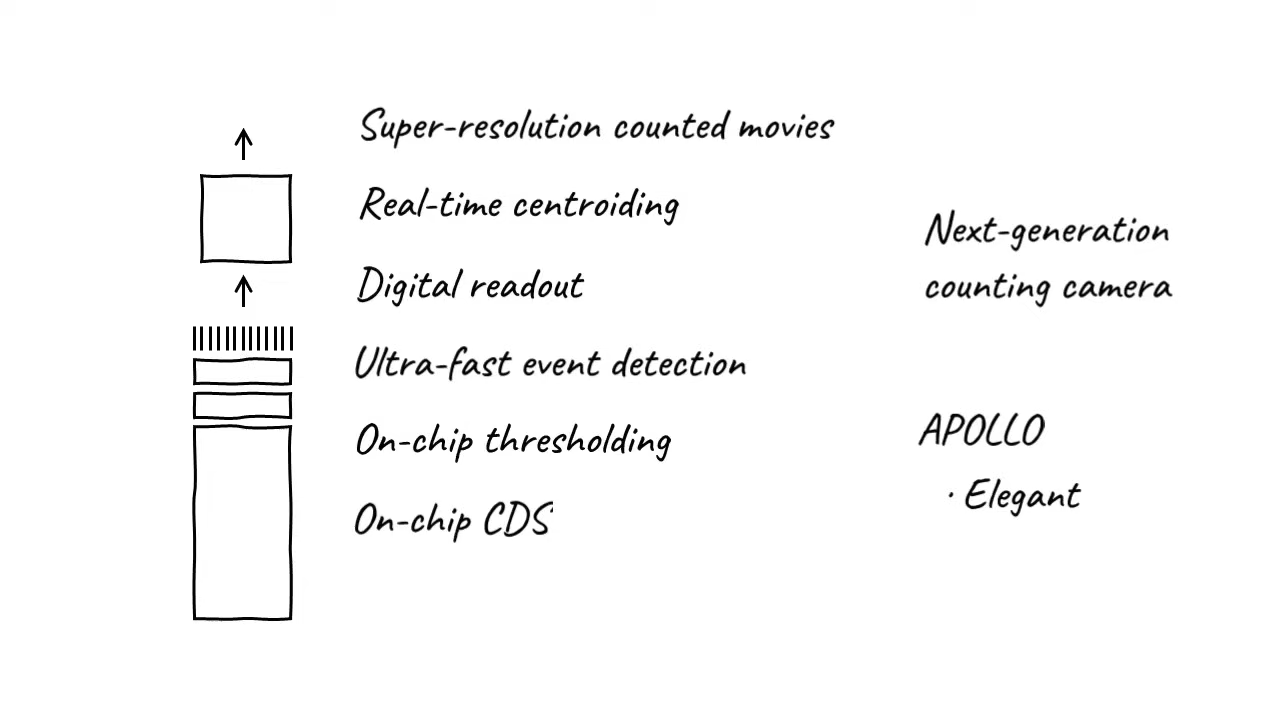 Super-resolution counted movies
Real-time centroiding
Digital readout
Ultra-fast event detection
On-chip thresholding
On-chip CDS
Next-generation
counting camera
APOLLO
· Elegant